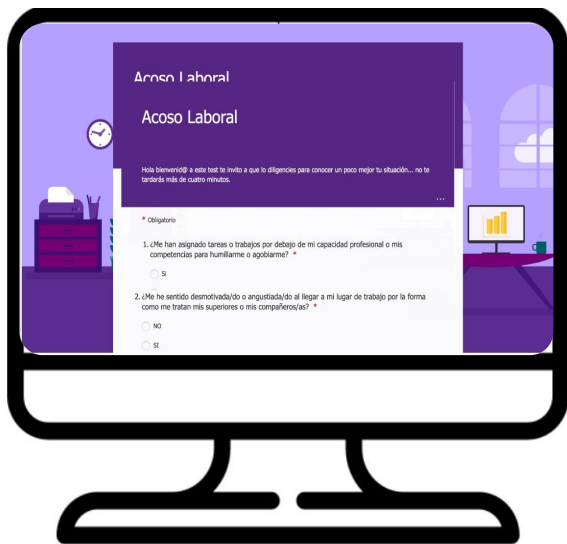 Acoso Laboral
Acoso Laboral
Hola bienvenid@ a este test te invito a que lo diligencies para conocer un poco mejor tu situación... no te
tardarás más de cuatro minutos.
...
* Obligatorio
1. ¿Me han asignado tareas o trabajos por debajo de mi capacidad profesional o mis
competencias para humillarme o agobiarme? *
Si
2. ¿Me he sentido desmotivada/do o angustiada/do al llegar a mi lugar de trabajo por la forma
como me tratan mis superiores o mis compañeros/as? *
NO
SI